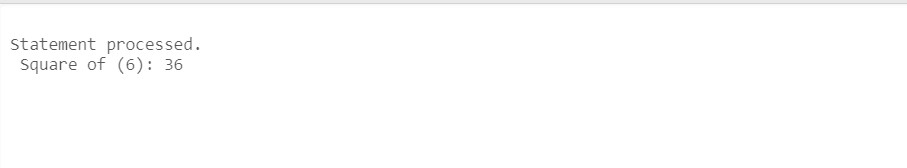 Statement processed.
Square of (6): 36